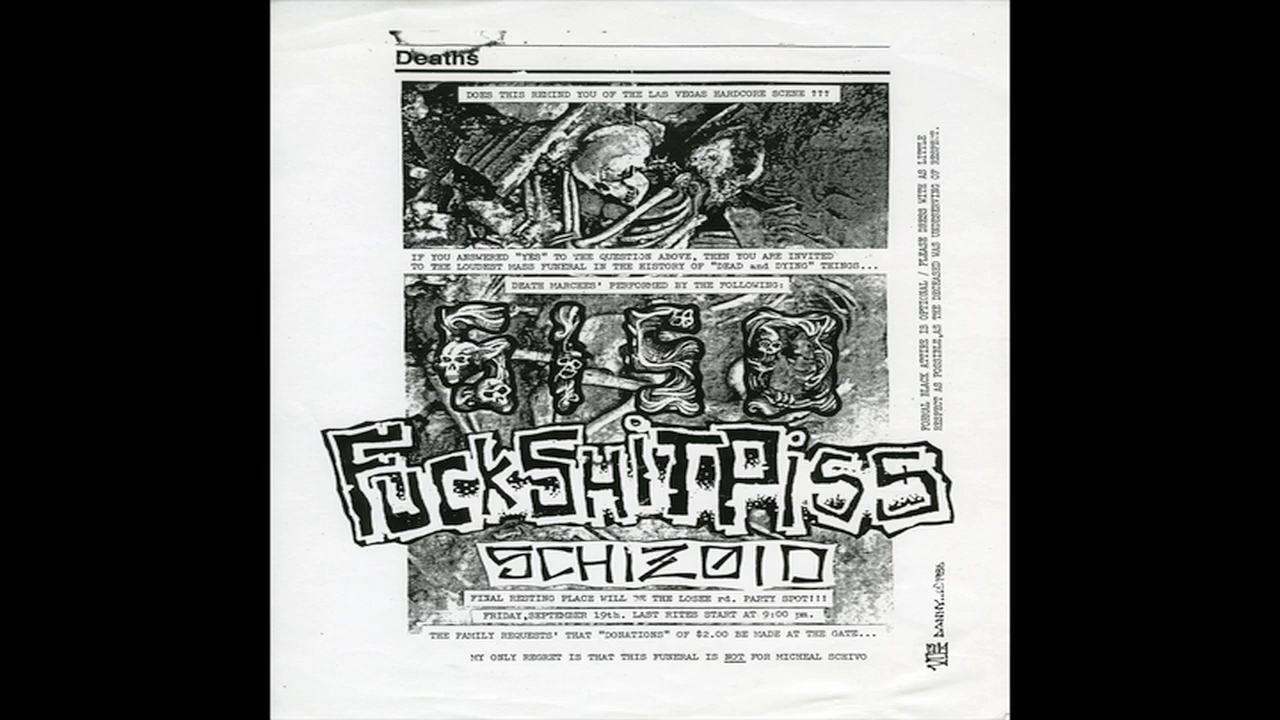 Deaths
DOES THIS REMIND YOU OF THE LAS VEGAS HARDCORE SCENE ???
IF YOU ANSWERED "YES" TO THE QUESTION ABOVE, THEN YOU ARE INVITED
TO THE LOUDEST MASS FUNERAL IN THE HISTORY OF "DEAD and DYING" THINGS...
DEATH MARCHES' PERFORMED BY THE FOLLOWING:
FUCKSHITPISS
SCHIZOID
FINAL RESTING PLACE WILL BE THE LOSEE rd. PARTY SPOT!!!
FRIDAY,SEPTEMBER 19th. LAST RITES START AT 9:00 pm.
THE FAMILY REQUESTS' THAT "DONATIONS" OF $2.00 BE MADE AT THE GATE...
MY ONLY REGRET IS THAT THIS FUNERAL IS NOT FOR MICHEAL SCHIVO
FORMAL BLACK ATTIRE IS OPTIONAL / PLEASE DRESS WITH AS LITTLE
RESPECT AS POSSIBLE,AS THE DECEASED WAS UNDESERVING OF RESPECT.
DANNY
1986